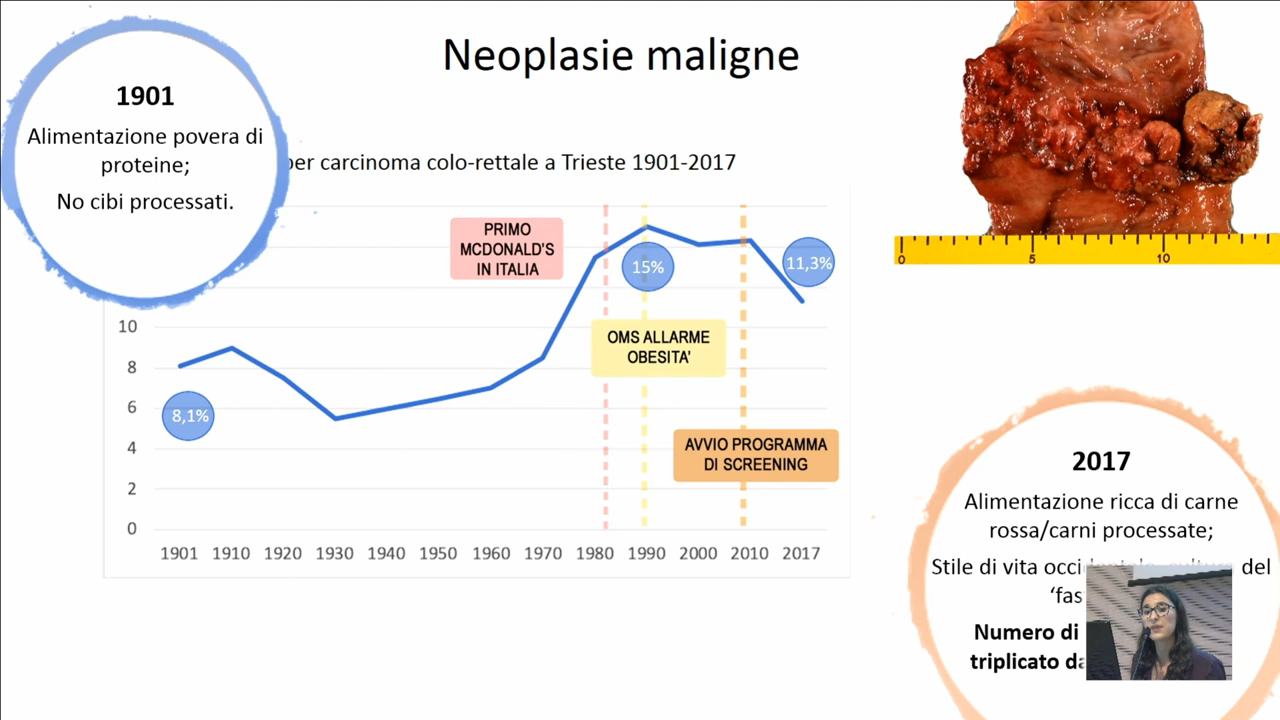 Neoplasie maligne
1901
Alimentazione povera di
proteine;
No cibi processati.
per carcinoma colo-rettale a Trieste 1901-2017
PRIMO
MCDONALD'S
IN ITALIA
15%
11,3%
OMS ALLARME
OBESITA'
8,1%
AVVIO PROGRAMMA
DI SCREENING
10
8
6
4
2
0
1901 1910 1920 1930 1940 1950 1960 1970 1980 1990 2000 2010 2017
0 5 10
2017
Alimentazione ricca di carne
rossa/carni processate;
Stile di vita del
Numero di
triplicato